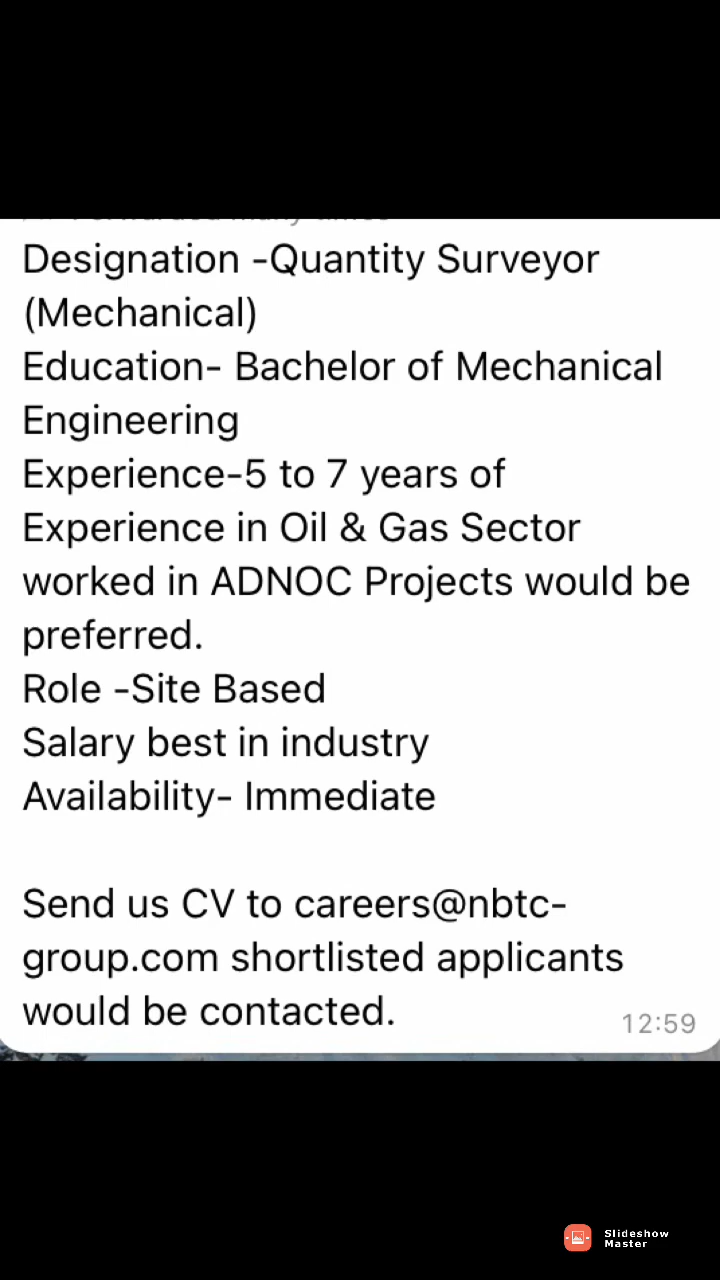 Designation -Quantity Surveyor
(Mechanical)
Education- Bachelor of Mechanical
Engineering
Experience-5 to 7 years of
Experience in Oil & Gas Sector
worked in ADNOC Projects would be
preferred.
Role -Site Based
Salary best in industry
Availability- Immediate
Send us CV to careers@nbtc-
group.com shortlisted applicants
would be contacted.
12:59
Slideshow
Master